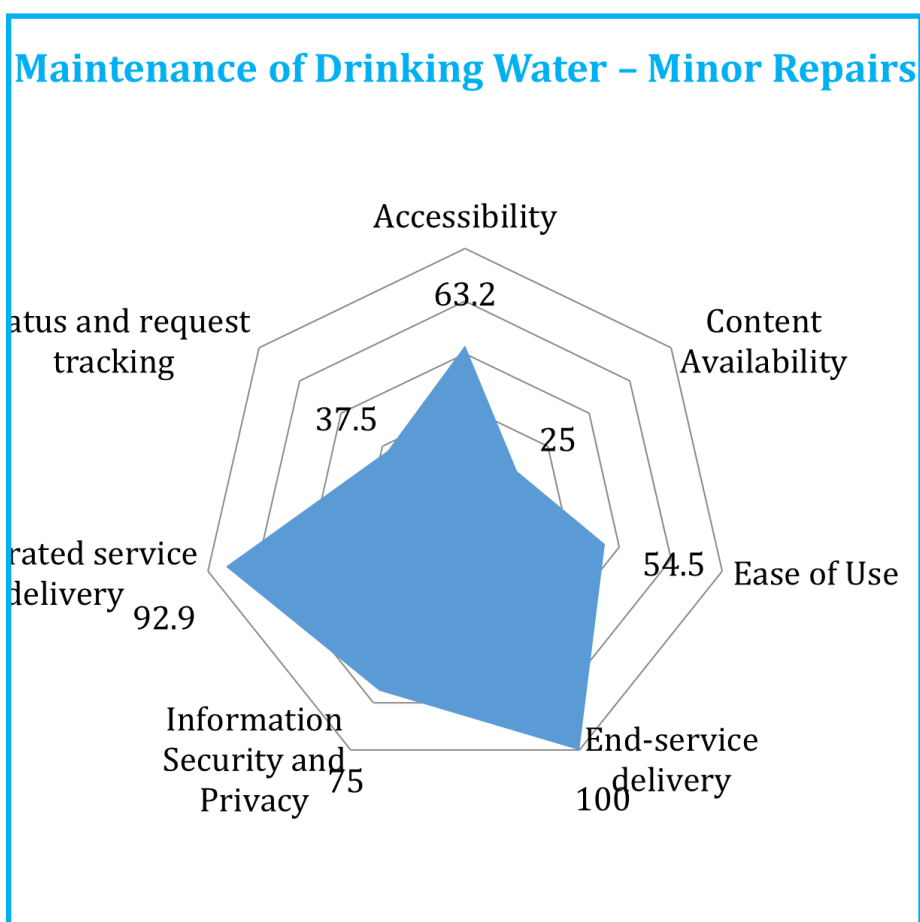 Maintenance of Drinking Water – Minor Repairs
Accessibility
63.2
atus and request
tracking
37.5
Content
Availability
25
rated service
delivery
92.9
54.5
Ease of Use
Information
Security and
Privacy
75
End-service
delivery
100